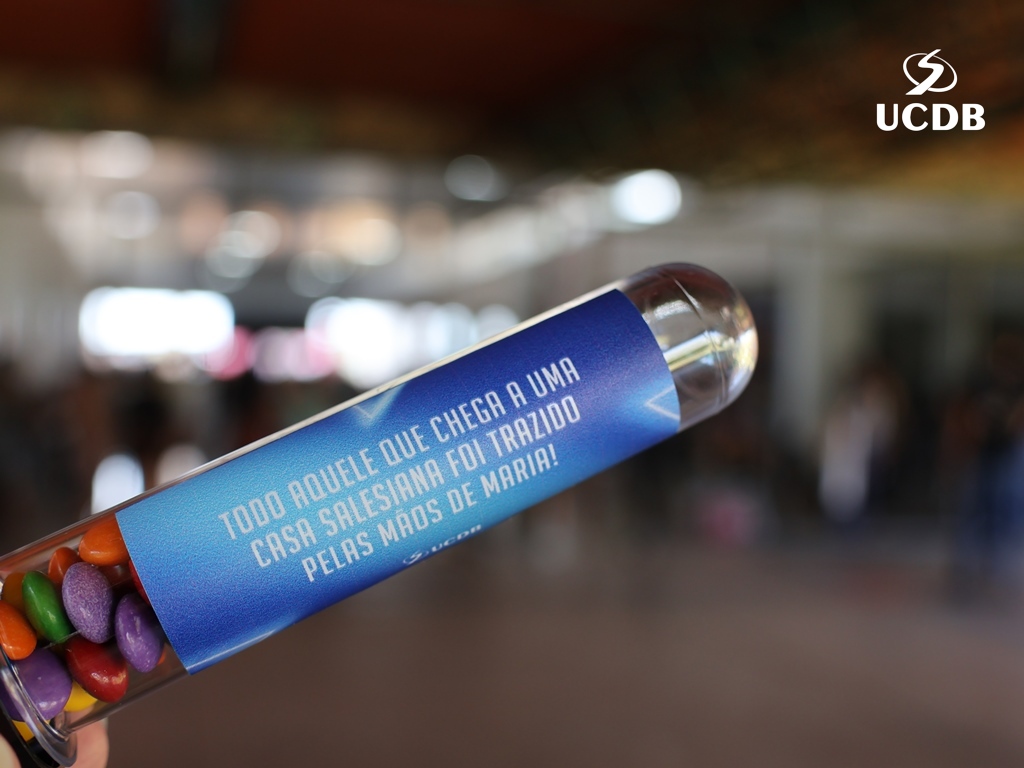 UCDB
TODO AQUELE QUE CHEGA A UMA
CASA SALESIANA FOI TRAZIDO
PELAS MÃOS DE MARIA!
UCDB